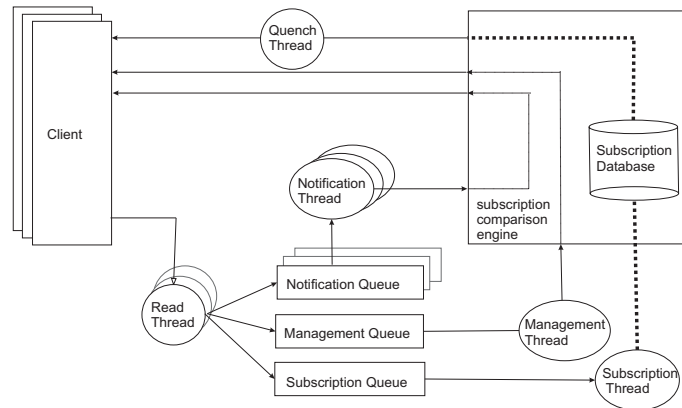 Quench
Thread
Client
Subscription
Database
Notification
Thread
subscription
comparison
engine
Notification Queue
Read
Thread
Management Queue
Management
Thread
Subscription Queue
Subscription
Thread